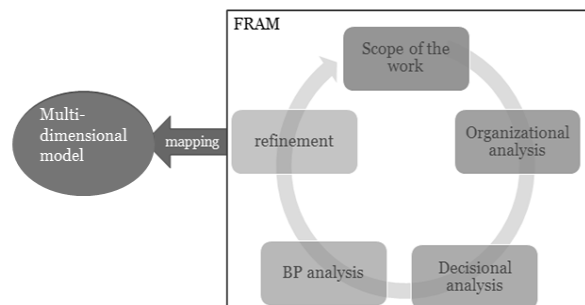 FRAM
Scope of the
work
Organizational
analysis
Decisional
analysis
BP analysis
refinement
mapping
Multi-
dimensional
model